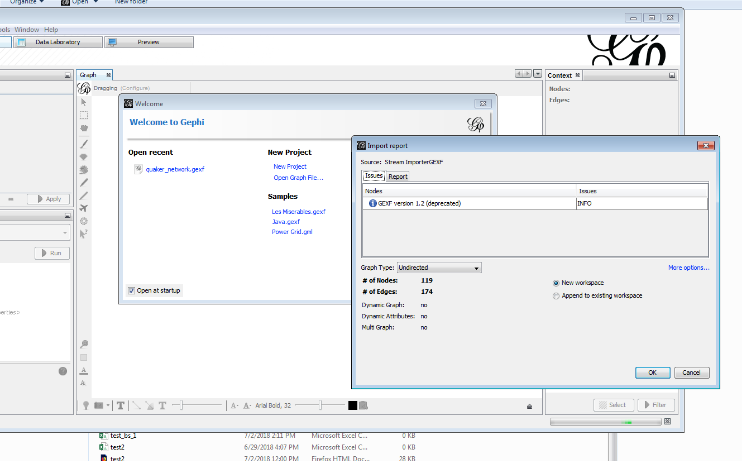 Organize Open New folder
ols Window Help
Data Laboratory Preview
Graph Context
Dragging (Configure)
Nodes:
Edges:
Welcome
Welcome to Gephi
Open recent
quaker_network.gexf
New Project
New Project
Open Graph File...
Samples
Les Miserables.gexf
Java.gexf
Power Grid.gml
Open at startup
Import report
Source: Stream ImporterGEXF
Issues Report
Nodes Issues
GEXF version 1.2 (deprecated) INFO
Graph Type: Undirected More options...
# of Nodes: 119
# of Edges: 174
Dynamic Graph: no
Dynamic Attributes: no
Multi Graph: no
New workspace
Append to existing workspace
OK Cancel
Apply
Run
erties>
T T A- A- Arial Bold, 32
Select Filter
test_bs_1 7/2/2018 2:11 PM Microsoft Excel C... 0 KB
test2 6/29/2018 4:07 PM Microsoft Excel C... 0 KB
test2 7/2/2018 12:00 PM Firefox HTML Doc... 28 KB